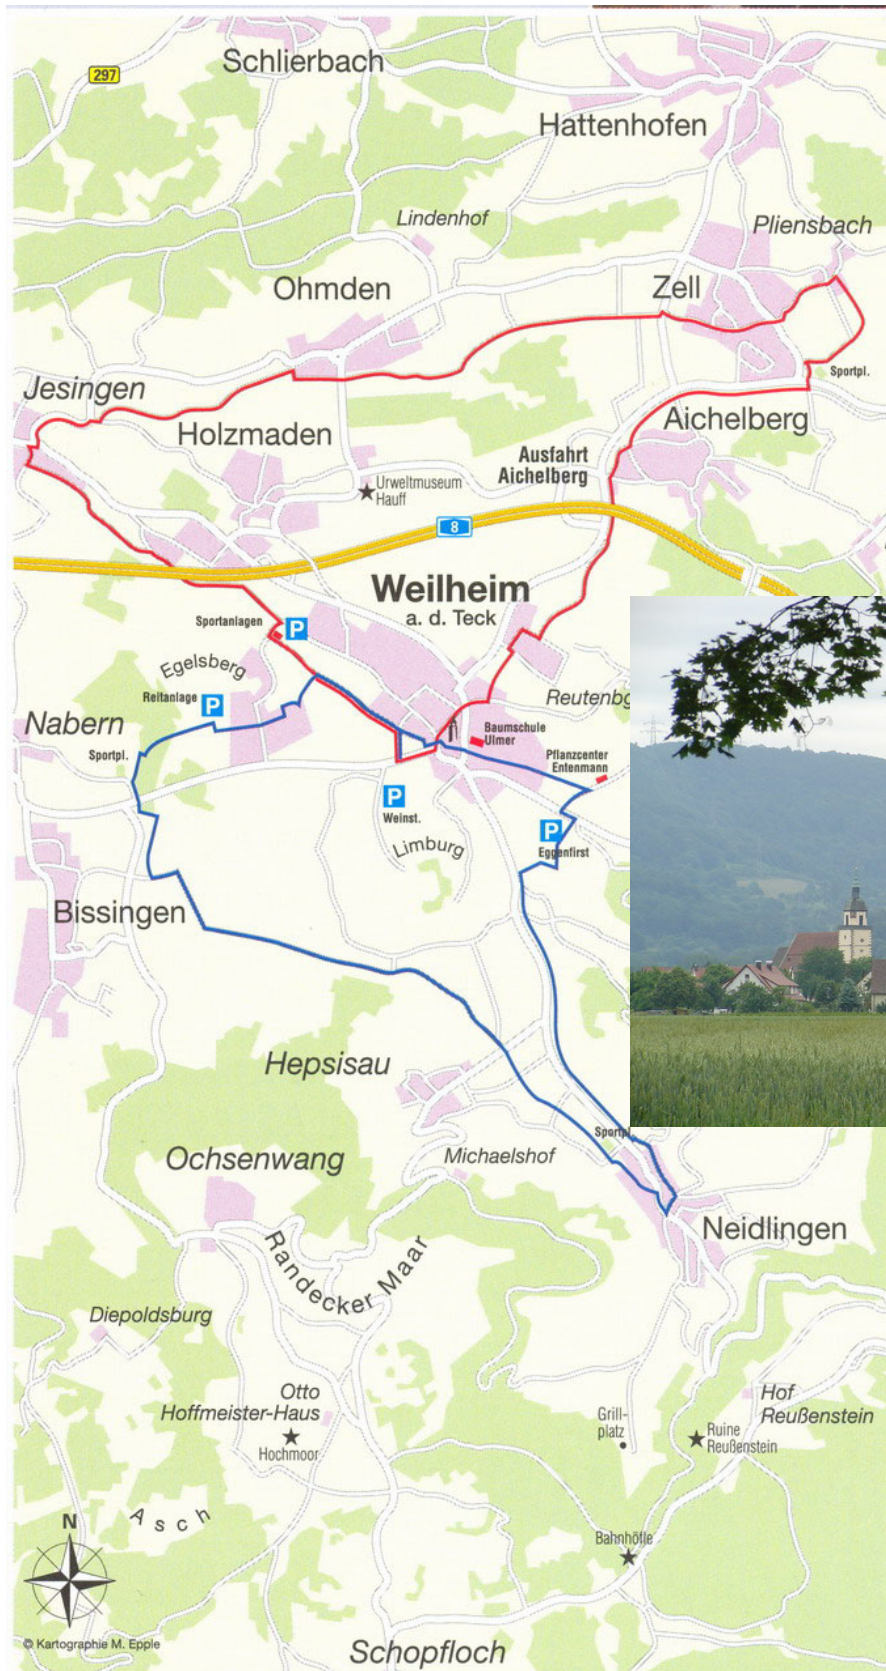 Schlierbach
297
Hattenhofen
Lindenhof
Pliensbach
Ohmden
Zell
Jesingen
Sportpl.
Holzmaden
Aichelberg
Ausfahrt
Aichelberg
Urweltmuseum
Hauff
8
Weilheim
a. d. Teck
Sportanlagen
P
Egelsberg
Reitanlage
P
Reutenbg
Nabern
Baumschule
Ulmer
Sportpl.
Pflanzcenter
Entenmann
P
Weinst.
P
Limburg
Eggenfirst
Bissingen
Hepsisau
Sportpl.
Ochsenwang
Michaelshof
Neidlingen
Randecker Maar
Diepoldsburg
Otto
Hoffmeister-Haus
Hof
Reußenstein
Grill-
platz
Ruine
Reußenstein
Hochmoor
Asch
N
Bahnhöfle
© Kartographie M. Epple
Schopfloch